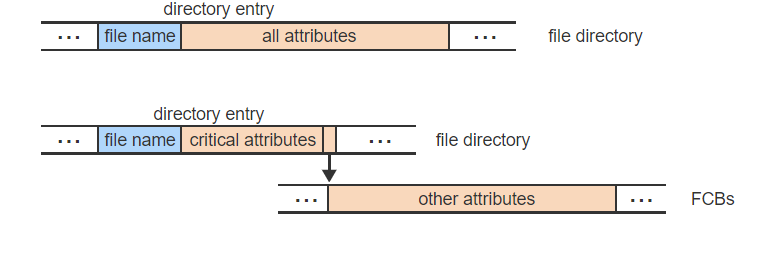 directory entry
... file name all attributes ... file directory
directory entry
... file name critical attributes ... file directory
... other attributes ... FCBs